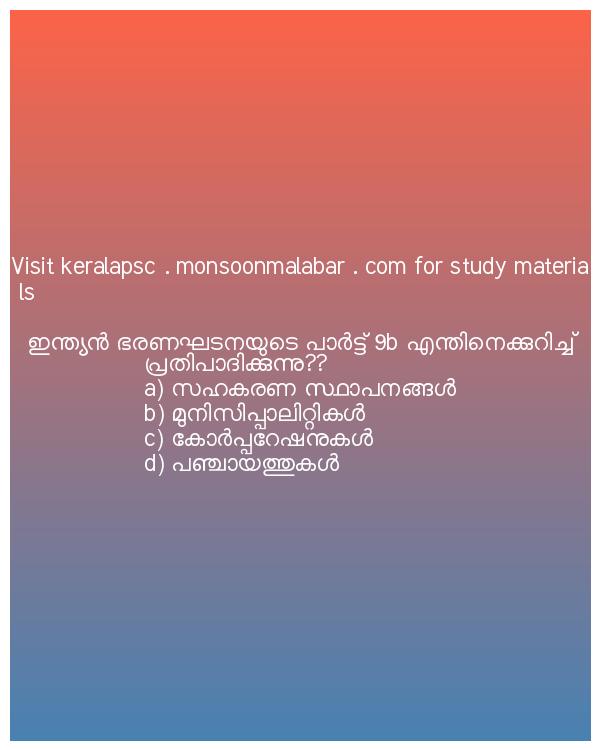 Visit keralapsc . monsoonmalabar . com for study materia
ls
ഇന്ത്യൻ ഭരണഘടനയുടെ പാർട്ട് 9b എന്തിനെക്കുറിച്ച്
പ്രതിപാദിക്കുന്നു??
a) സഹകരണ സ്ഥാപനങ്ങൾ
b) മുനിസിപ്പാലിറ്റികൾ
c) കോർപ്പറേഷനുകൾ
d) പഞ്ചായത്തുകൾ